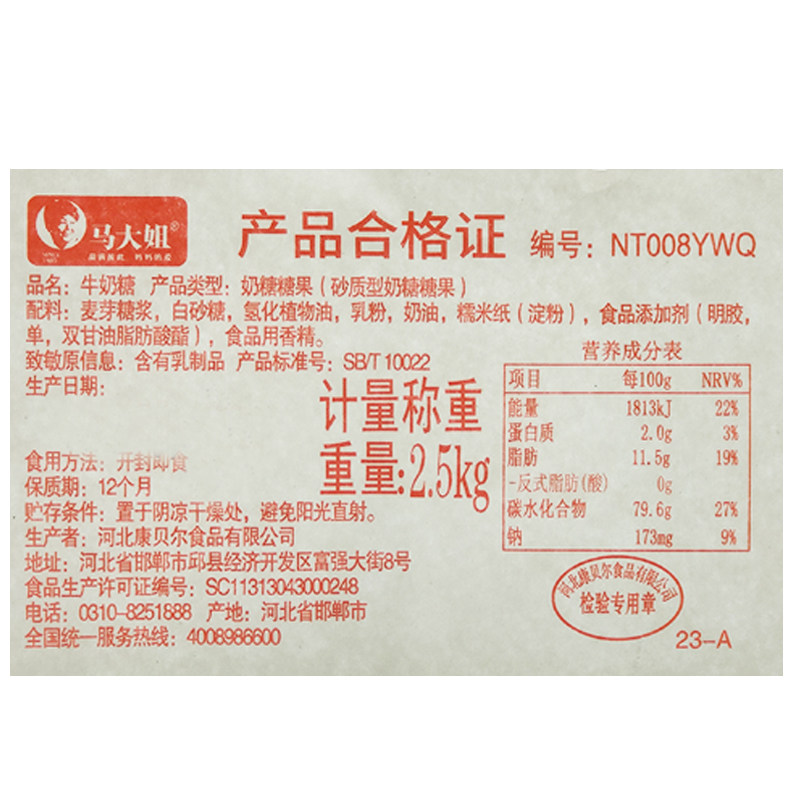 马大姐®
产品合格证
编号：NT008YWQ
品名：牛奶糖 产品类型：奶糖糖果（砂质型奶糖糖果）
配料：麦芽糖浆，白砂糖，氢化植物油，乳粉，奶油，糯米纸（淀粉），食品添加剂（明胶，
单，双甘油脂肪酸酯），食品用香精。
致敏原信息：含有乳制品 产品标准号：SB/T 10022
生产日期：
计量称重
重量：2.5kg
食用方法：开封即食
保质期：12个月
贮存条件：置于阴凉干燥处，避免阳光直射。
生产者：河北康贝尔食品有限公司
地址：河北省邯郸市邱县经济开发区富强大街8号
食品生产许可证编号：SC11313043000248
电话：0310-8251888 产地：河北省邯郸市
全国统一服务热线：4008986600
营养成分表
项目 每100g NRV%
能量 1813kJ 22%
蛋白质 2.0g 3%
脂肪 11.5g 19%
-反式脂肪(酸) 0g
碳水化合物 79.6g 27%
钠 173mg 9%
河北康贝尔食品有限公司
检验专用章
23-A